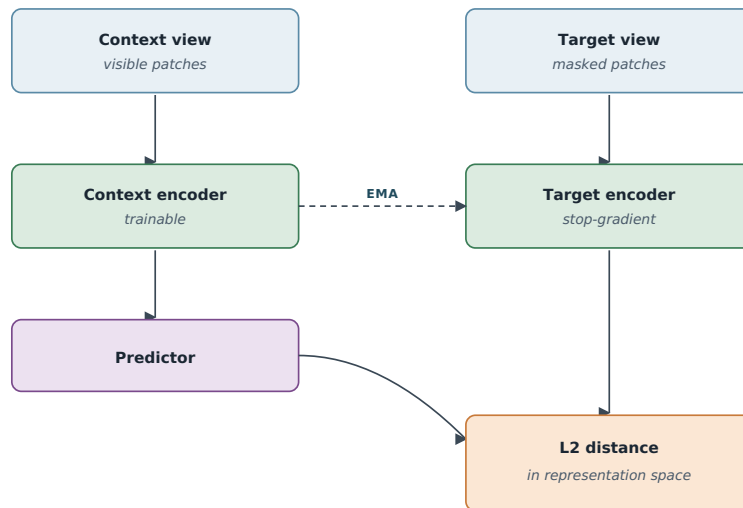 Context view
visible patches
Target view
masked patches
Context encoder
trainable
EMA
Target encoder
stop-gradient
Predictor
L2 distance
in representation space